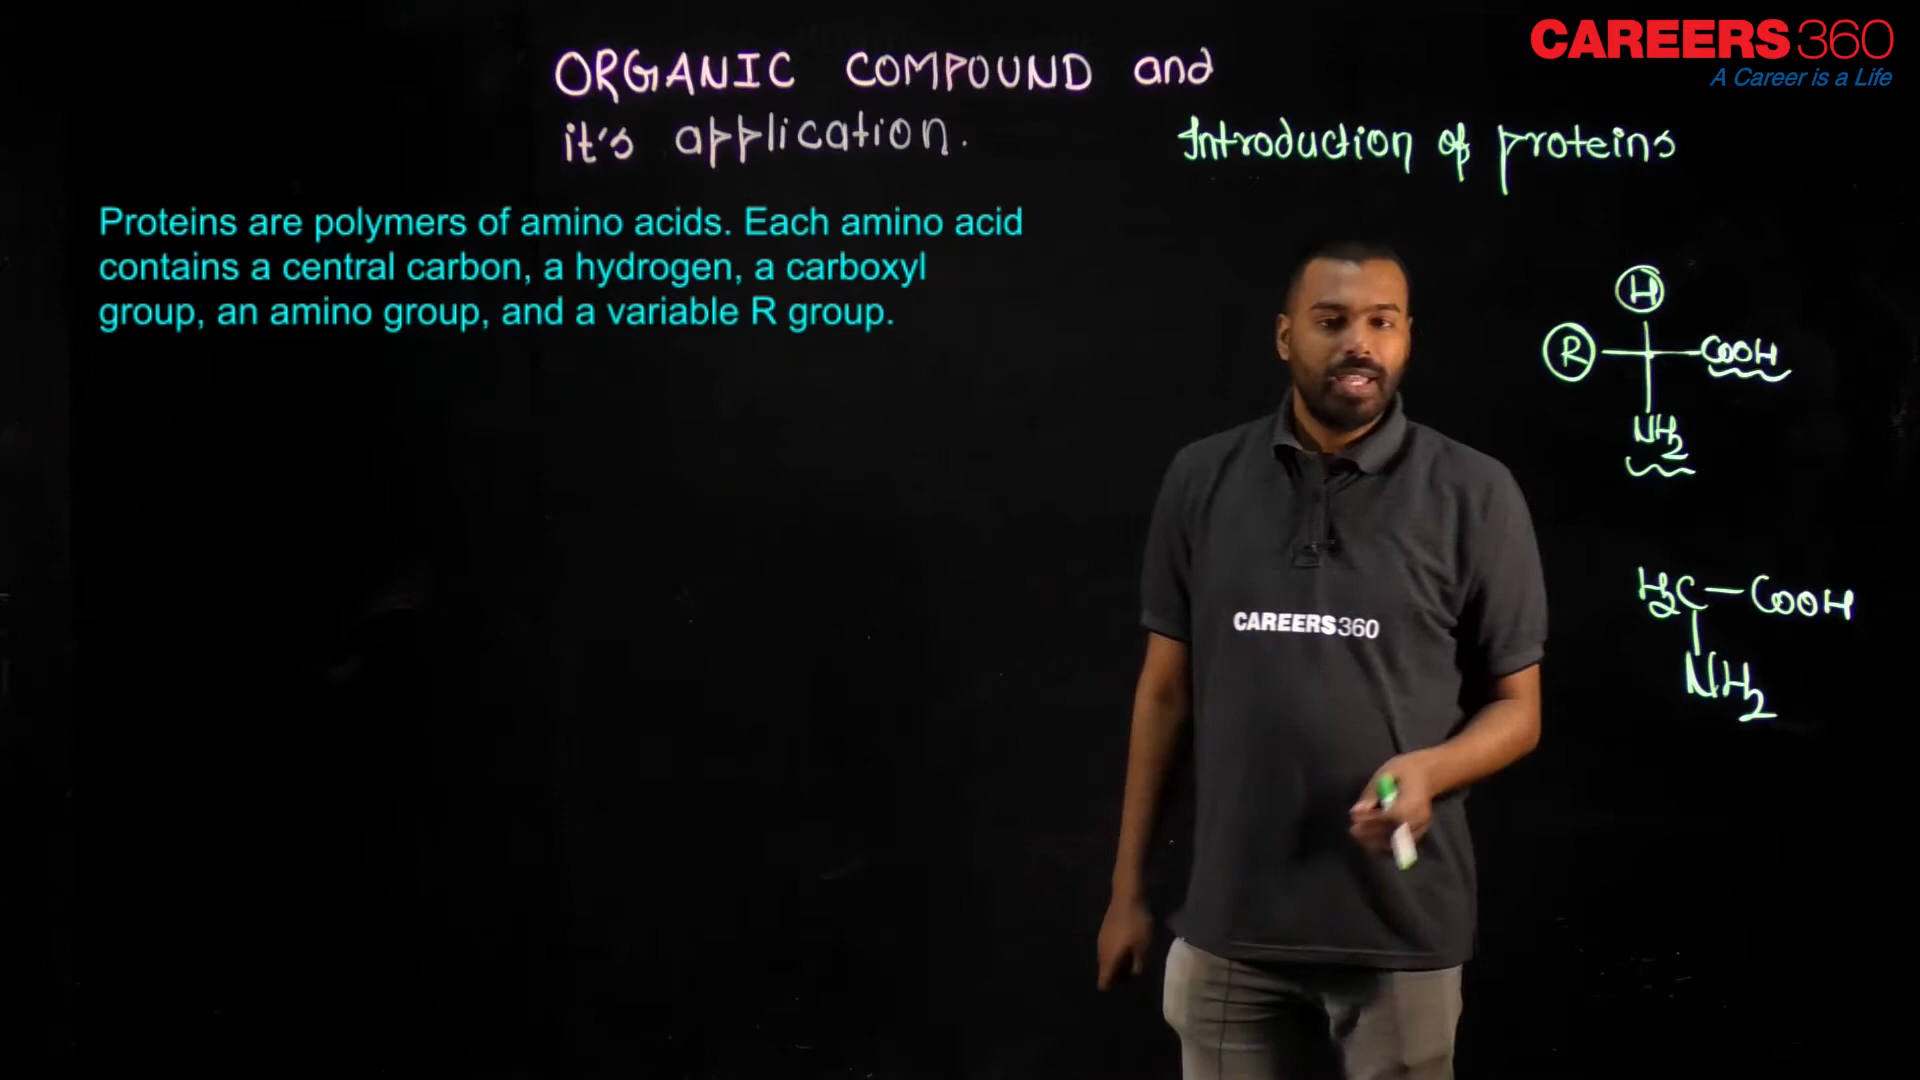 CAREERS360
A Career is a Life
ORGANIC COMPOUND and
it's application.
Introduction of proteins
Proteins are polymers of amino acids. Each amino acid
contains a central carbon, a hydrogen, a carboxyl
group, an amino group, and a variable R group.
H
R COOH
NH2
H2C-COOH
NH2
CAREERS360